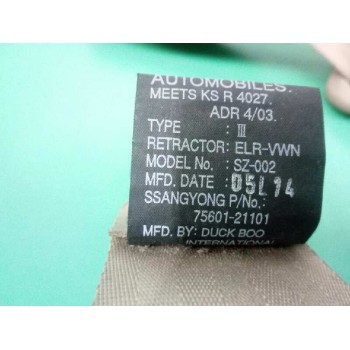 AUTOMOBILES.
MEETS KS R 4027.
ADR 4/03.
TYPE : III
RETRACTOR: ELR-VWN
MODEL No. : SZ-002
MFD. DATE : 05L14
SSANGYONG P/No.:
75601-21101
MFD. BY: DUCK BOO
INTERNATIONAL